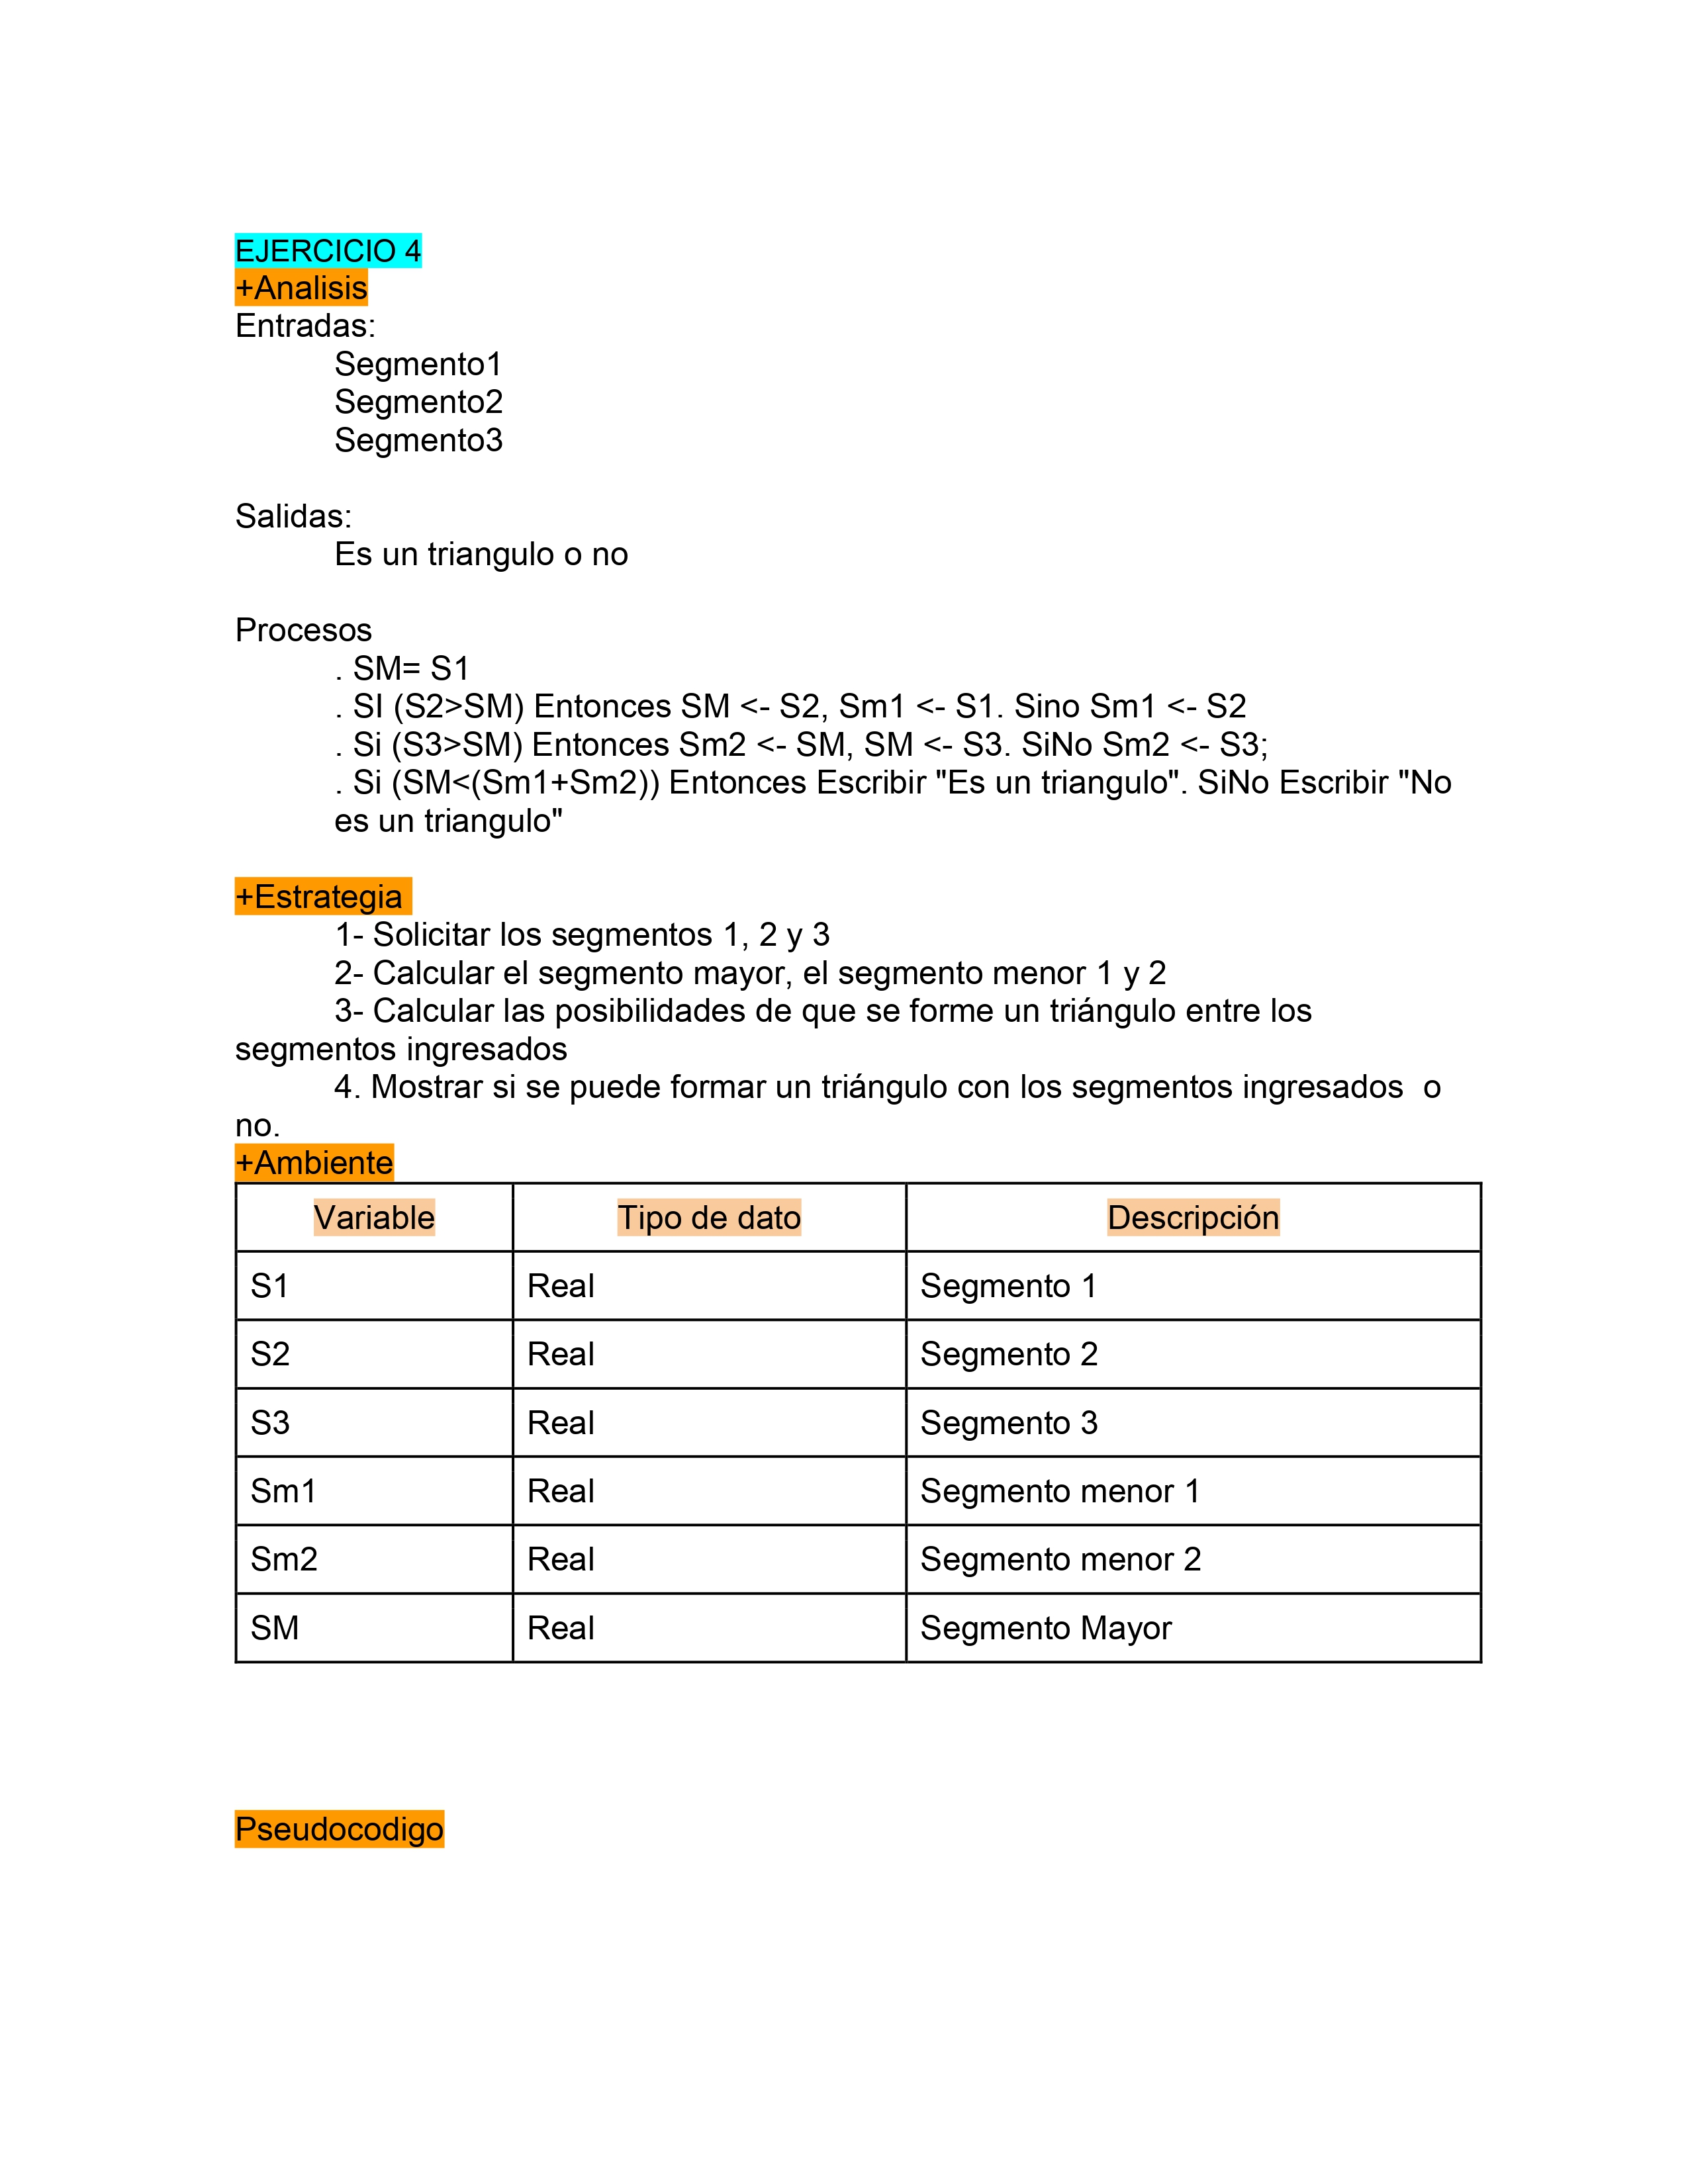 EJERCICIO 4
+Analisis
Entradas:
Segmento1
Segmento2
Segmento3
Salidas:
Es un triangulo o no
Procesos
. SM= S1
. SI (S2>SM) Entonces SM <- S2, Sm1 <- S1. Sino Sm1 <- S2
. Si (S3>SM) Entonces Sm2 <- SM, SM <- S3. SiNo Sm2 <- S3;
. Si (SM<(Sm1+Sm2)) Entonces Escribir "Es un triangulo". SiNo Escribir "No
es un triangulo"
+Estrategia
1- Solicitar los segmentos 1, 2 y 3
2- Calcular el segmento mayor, el segmento menor 1 y 2
3- Calcular las posibilidades de que se forme un triángulo entre los
segmentos ingresados
4. Mostrar si se puede formar un triángulo con los segmentos ingresados  o
no.
+Ambiente
Variable Tipo de dato Descripción
S1 Real Segmento 1
S2 Real Segmento 2
S3 Real Segmento 3
Sm1 Real Segmento menor 1
Sm2 Real Segmento menor 2
SM Real Segmento Mayor
Pseudocodigo